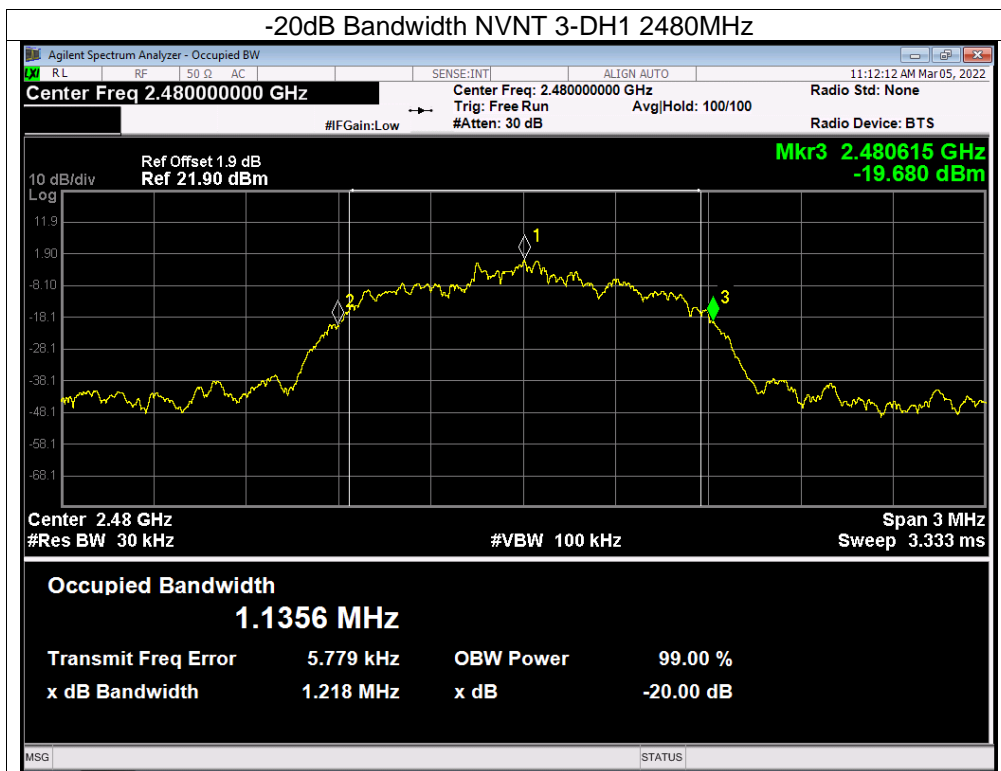 -20dB Bandwidth NVNT 3-DH1 2480MHz
Agilent Spectrum Analyzer - Occupied BW
LXI RL RF 50 Ω AC SENSE:INT ALIGN AUTO 11:12:12 AM Mar 05, 2022
Center Freq 2.480000000 GHz Center Freq: 2.480000000 GHz Radio Std: None
Trig: Free Run Avg|Hold: 100/100
#IFGain:Low #Atten: 30 dB Radio Device: BTS
Mkr3 2.480615 GHz
Ref Offset 1.9 dB
10 dB/div Ref 21.90 dBm -19.680 dBm
Log
11.9
1.90
-8.10
-18.1
-28.1
-38.1
-48.1
-58.1
-68.1
1
2
3
Center 2.48 GHz Span 3 MHz
#Res BW 30 kHz #VBW 100 kHz Sweep 3.333 ms
Occupied Bandwidth
1.1356 MHz
Transmit Freq Error 5.779 kHz OBW Power 99.00 %
x dB Bandwidth 1.218 MHz x dB -20.00 dB
MSG STATUS